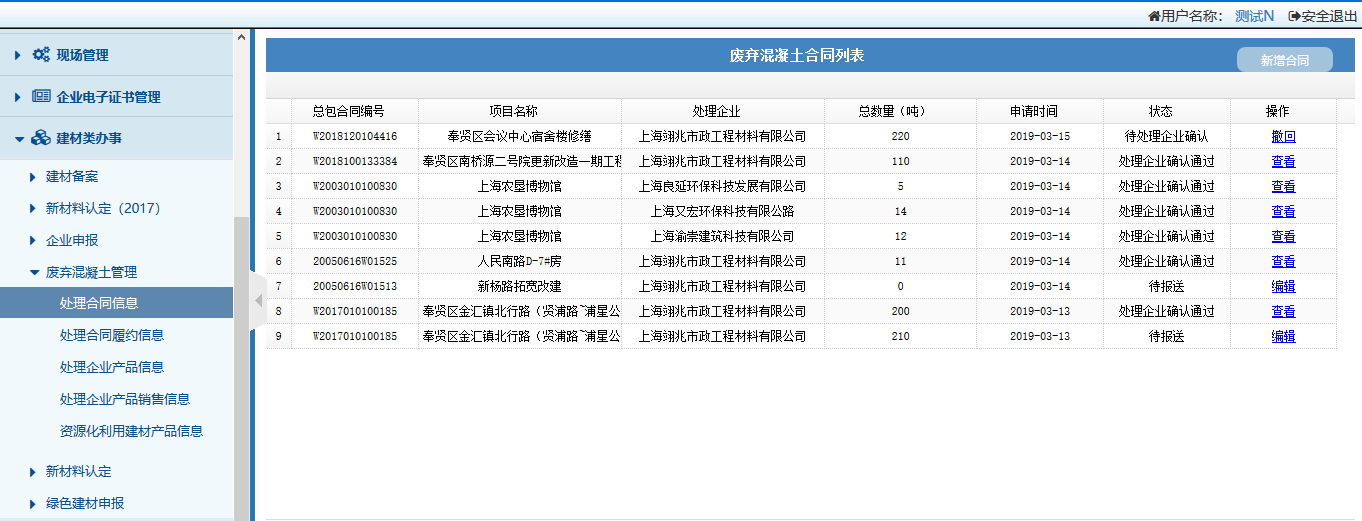 用户名称： 测试N 安全退出
现场管理
企业电子证书管理
建材类办事
建材备案
新材料认定（2017）
企业申报
废弃混凝土管理
处理合同信息
处理合同履约信息
处理企业产品信息
处理企业产品销售信息
资源化利用建材产品信息
新材料认定
绿色建材申报
废弃混凝土合同列表
新增合同
总包合同编号 项目名称 处理企业 总数量（吨） 申请时间 状态 操作
1 W2018120104416 奉贤区会议中心宿舍楼修缮 上海翊兆市政工程材料有限公司 220 2019-03-15 待处理企业确认 撤回
2 W2018100133384 奉贤区南桥源二号院更新改造一期工程 上海翊兆市政工程材料有限公司 110 2019-03-14 处理企业确认通过 查看
3 W2003010100830 上海农垦博物馆 上海良延环保科技发展有限公司 5 2019-03-14 处理企业确认通过 查看
4 W2003010100830 上海农垦博物馆 上海又宏环保科技有限公路 14 2019-03-14 处理企业确认通过 查看
5 W2003010100830 上海农垦博物馆 上海渝崇建筑科技有限公司 12 2019-03-14 处理企业确认通过 查看
6 20050616W01525 人民南路D-7#房 上海翊兆市政工程材料有限公司 11 2019-03-14 处理企业确认通过 查看
7 20050616W01513 新杨路拓宽改建 上海翊兆市政工程材料有限公司 0 2019-03-14 待报送 编辑
8 W2017010100185 奉贤区金汇镇北行路（贤浦路~浦星公 上海翊兆市政工程材料有限公司 200 2019-03-13 处理企业确认通过 查看
9 W2017010100185 奉贤区金汇镇北行路（贤浦路~浦星公 上海翊兆市政工程材料有限公司 210 2019-03-13 待报送 编辑